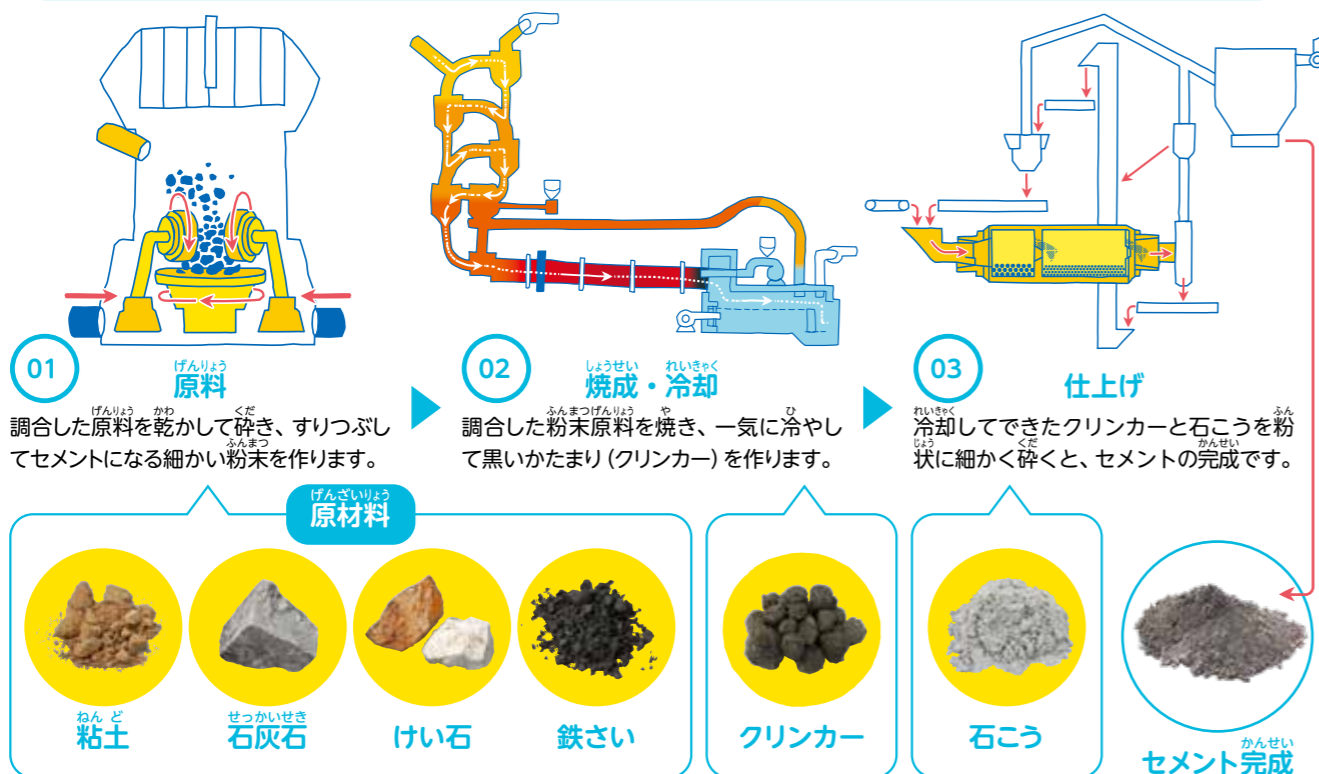 01
原料
げんりょう
調合した原料を乾かして砕き、すりつぶし
げんりょう かわ くだ
てセメントになる細かい粉末を作ります。
ふんまつ
02
焼成・冷却
しょうせい れいきゃく
調合した粉末原料を焼き、一気に冷やし
ふんまつげんりょう や ひ
て黒いかたまり(クリンカー)を作ります。
03
仕上げ
冷却してできたクリンカーと石こうを粉
れいきゃく ふん
状に細かく砕くと、セメントの完成です。
じょう くだ かんせい
原材料
げんざいりょう
粘土
ねんど
石灰石
せっかいせき
けい石
鉄さい
クリンカー
石こう
セメント完成
かんせい